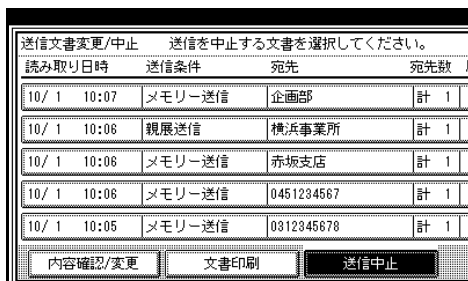 送信文書変更/中止 送信を中止する文書を選択してください。
読み取り日時 送信条件 宛先 宛先数
10/ 1 10:07 メモリー送信 企画部 計 1
10/ 1 10:06 親展送信 横浜事業所 計 1
10/ 1 10:06 メモリー送信 赤坂支店 計 1
10/ 1 10:06 メモリー送信 0451234567 計 1
10/ 1 10:05 メモリー送信 0312345678 計 1
内容確認/変更 文書印刷 送信中止